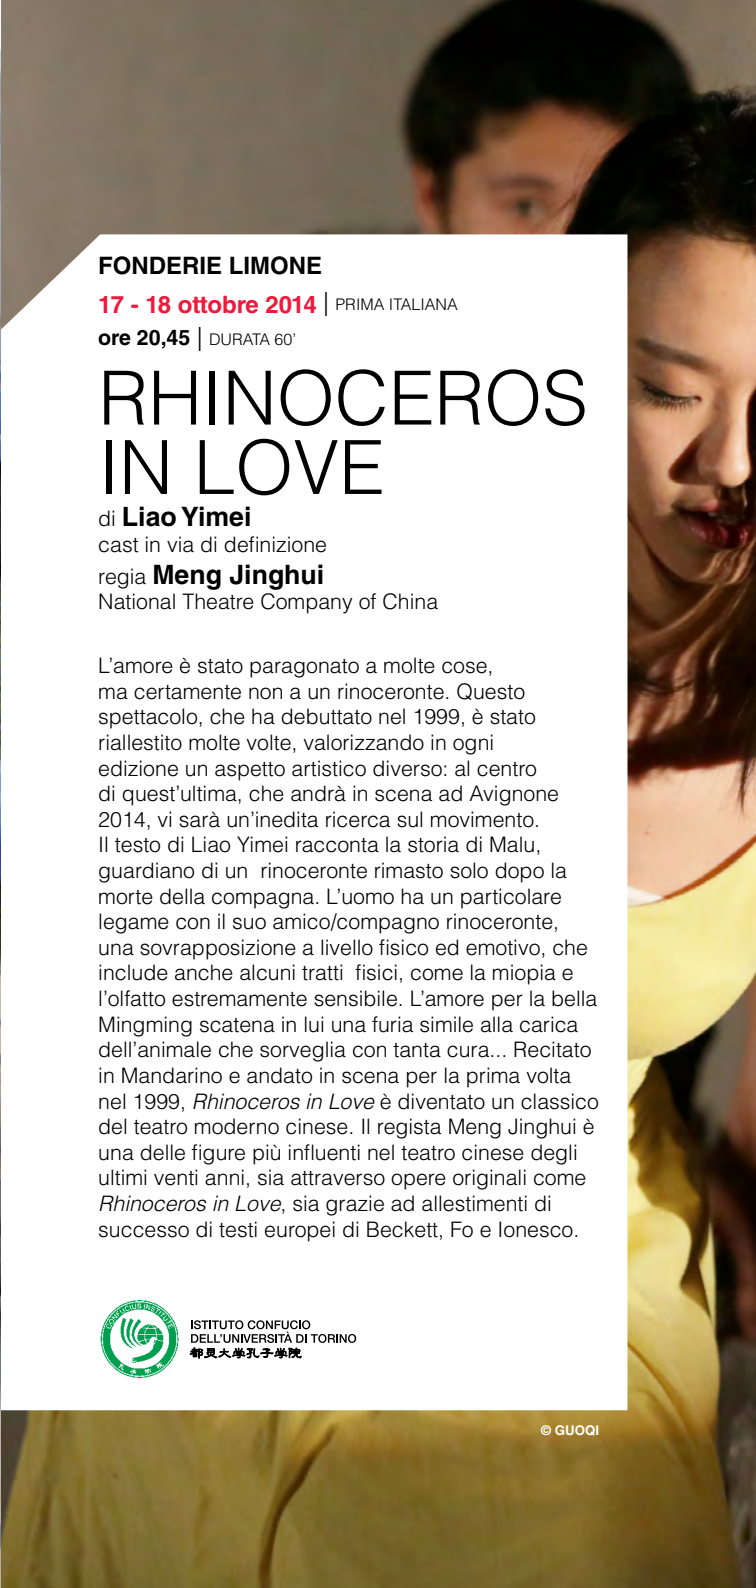 FONDERIE LIMONE
17 - 18 ottobre 2014 | PRIMA ITALIANA
ore 20,45 | DURATA 60'
RHINOCEROS
IN LOVE
di Liao Yimei
cast in via di definizione
regia Meng Jinghui
National Theatre Company of China
L'amore è stato paragonato a molte cose,
ma certamente non a un rinoceronte. Questo
spettacolo, che ha debuttato nel 1999, è stato
riallestito molte volte, valorizzando in ogni
edizione un aspetto artistico diverso: al centro
di quest'ultima, che andrà in scena ad Avignone
2014, vi sarà un'inedita ricerca sul movimento.
Il testo di Liao Yimei racconta la storia di Malu,
guardiano di un  rinoceronte rimasto solo dopo la
morte della compagna. L'uomo ha un particolare
legame con il suo amico/compagno rinoceronte,
una sovrapposizione a livello fisico ed emotivo, che
include anche alcuni tratti  fisici, come la miopia e
l'olfatto estremamente sensibile. L'amore per la bella
Mingming scatena in lui una furia simile alla carica
dell'animale che sorveglia con tanta cura... Recitato
in Mandarino e andato in scena per la prima volta
nel 1999, Rhinoceros in Love è diventato un classico
del teatro moderno cinese. Il regista Meng Jinghui è
una delle figure più influenti nel teatro cinese degli
ultimi venti anni, sia attraverso opere originali come
Rhinoceros in Love, sia grazie ad allestimenti di
successo di testi europei di Beckett, Fo e Ionesco.
CONFUCIUS INSTITUTE
孔子学院
ISTITUTO CONFUCIO
DELL'UNIVERSITÀ DI TORINO
都灵大学孔子学院
© GUOQI